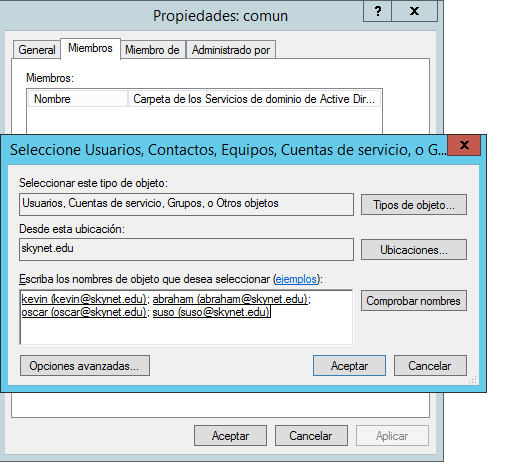 Propiedades: comun
? x
General Miembros Miembro de Administrado por
Miembros:
Nombre Carpeta de los Servicios de dominio de Active Dir...
Seleccione Usuarios, Contactos, Equipos, Cuentas de servicio, o G... x
Seleccionar este tipo de objeto:
Usuarios, Cuentas de servicio, Grupos, o Otros objetos
Tipos de objeto...
Desde esta ubicación:
skynet.edu
Ubicaciones...
Escriba los nombres de objeto que desea seleccionar (ejemplos):
kevin (kevin@skynet.edu); abraham (abraham@skynet.edu);
oscar (oscar@skynet.edu); suso (suso@skynet.edu)
Comprobar nombres
Opciones avanzadas... Aceptar Cancelar
Aceptar Cancelar Aplicar